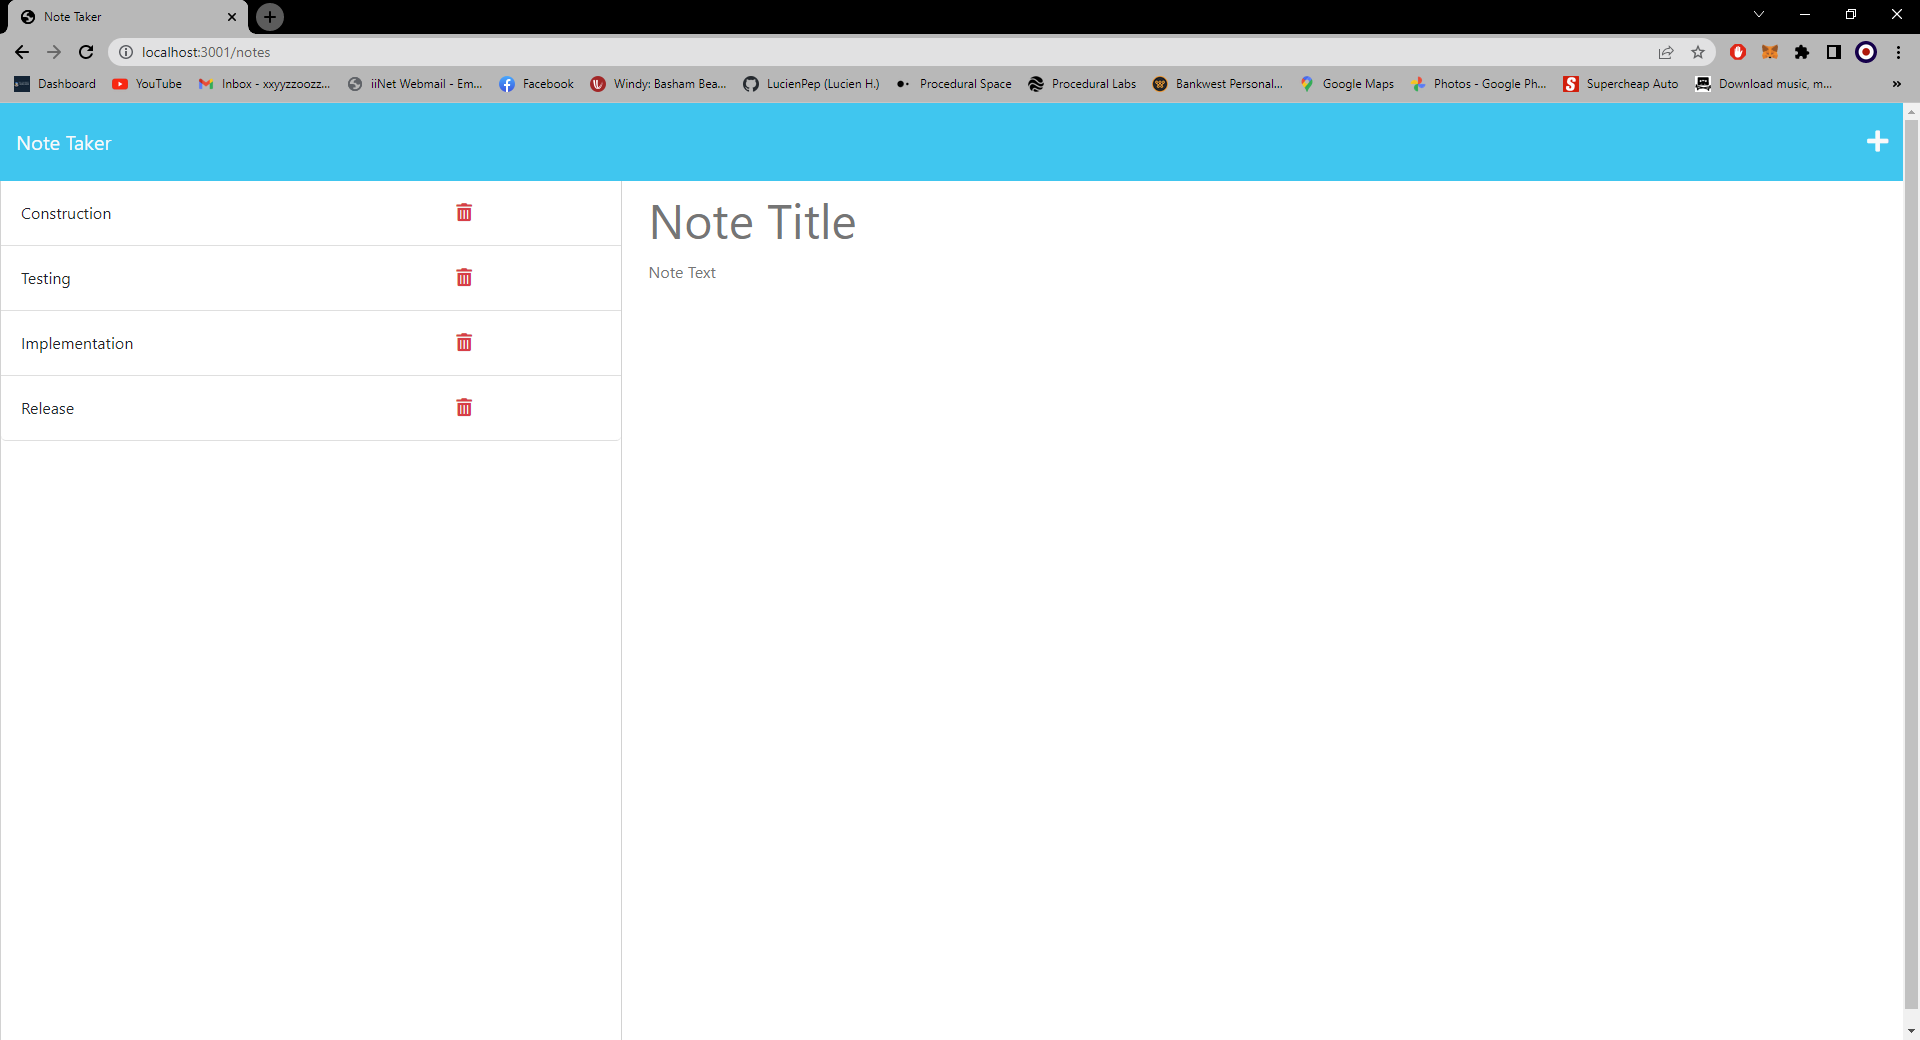 Note Taker
localhost:3001/notes
Dashboard YouTube Inbox - xxyyzzoozz... iiNet Webmail - Em... Facebook Windy: Basham Bea... LucienPep (Lucien H.) Procedural Space Procedural Labs Bankwest Personal... Google Maps Photos - Google Ph... Supercheap Auto Download music, m... »
Note Taker
Construction
Testing
Implementation
Release
Note Title
Note Text